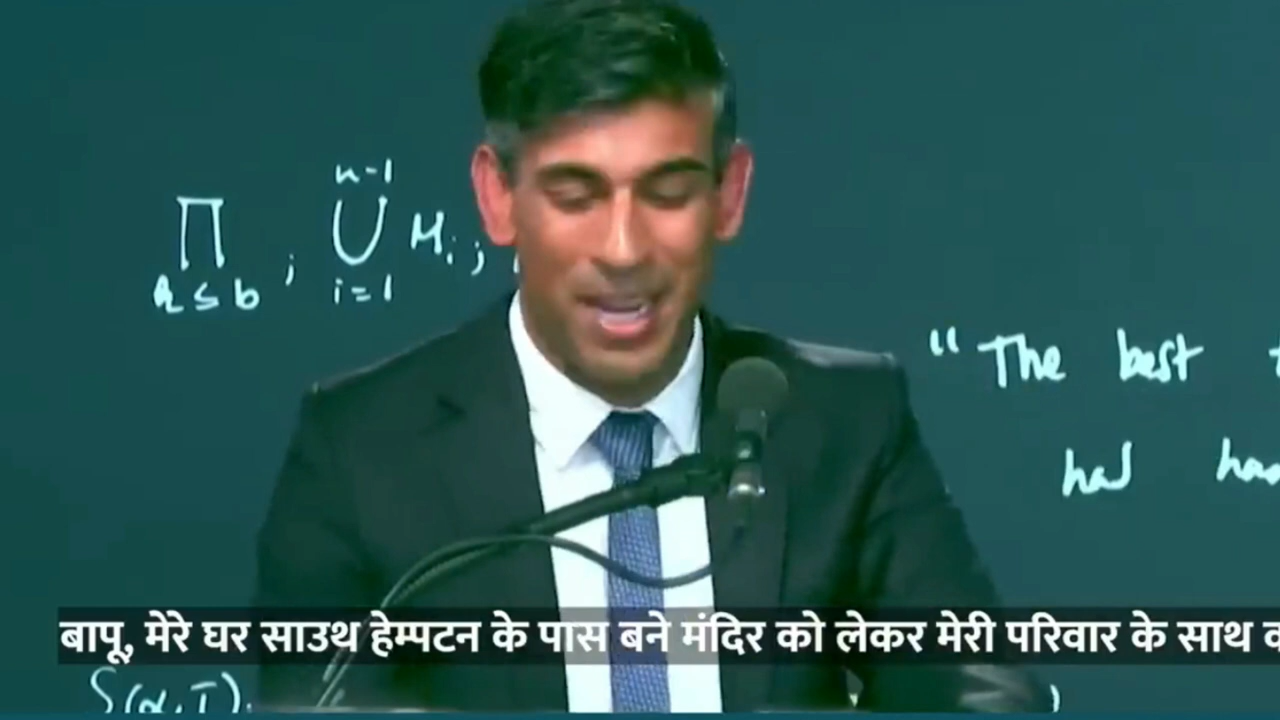 n-1
∏ , ⋃ Mi ;
a ≤ b i=1
"The best
had
बापू, मेरे घर साउथ हेम्पटन के पास बने मंदिर को लेकर मेरी परिवार के साथ
S(α,T).